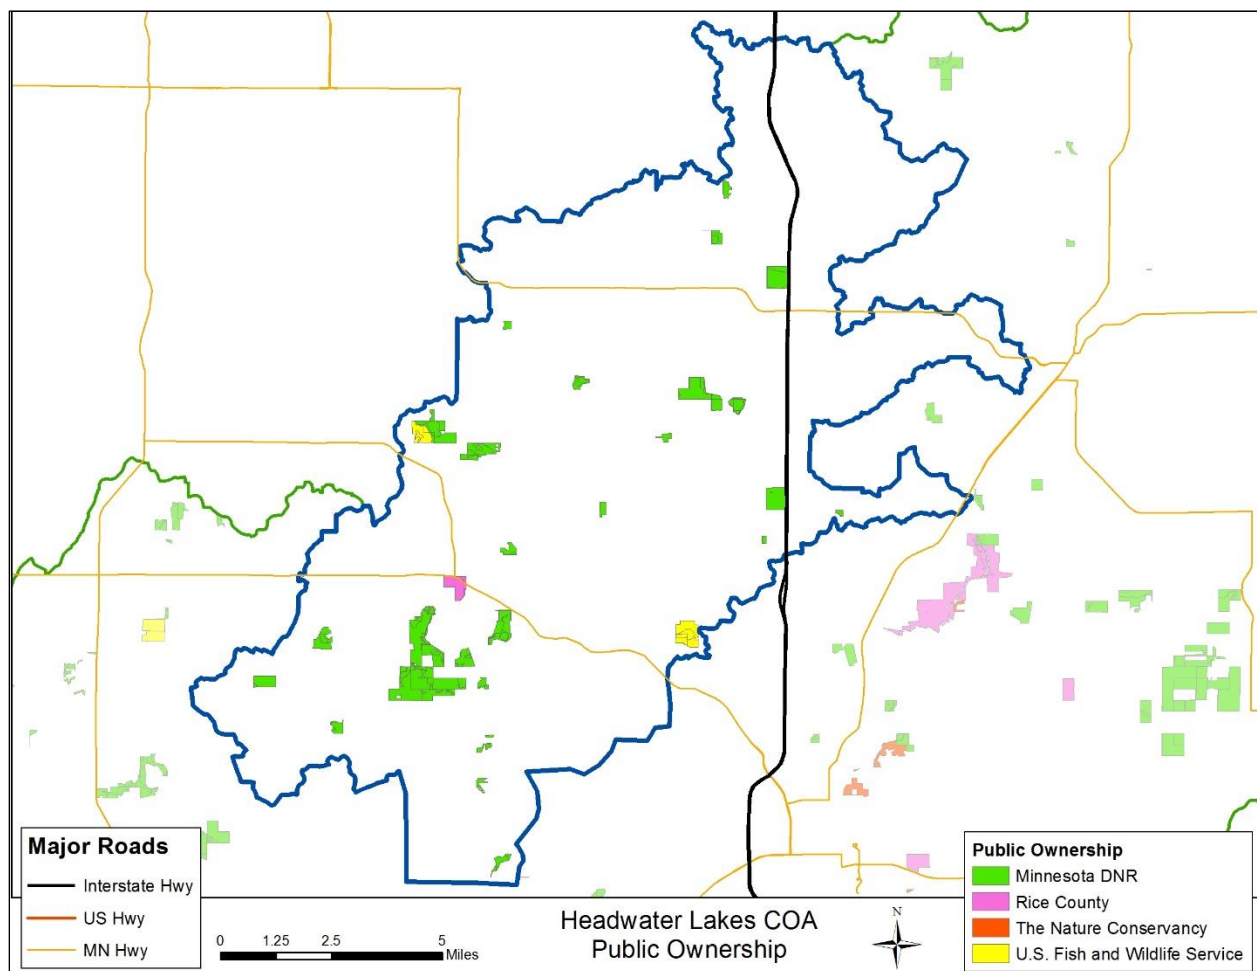 Major Roads
Interstate Hwy
US Hwy
MN Hwy
0 1.25 2.5 5
Miles
Headwater Lakes COA
Public Ownership
N
Public Ownership
Minnesota DNR
Rice County
The Nature Conservancy
U.S. Fish and Wildlife Service